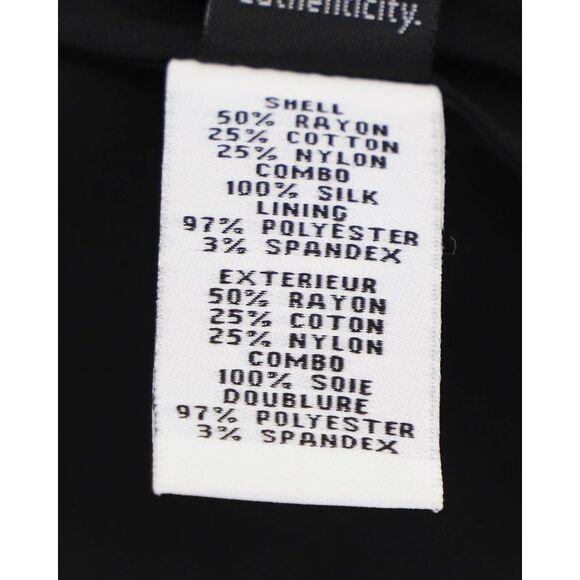 authenticity.
SHELL
50% RAYON
25% COTTON
25% NYLON
COMBO
100% SILK
LINING
97% POLYESTER
3% SPANDEX
EXTERIEUR
50% RAYON
25% COTON
25% NYLON
COMBO
100% SOIE
DOUBLURE
97% POLYESTER
3% SPANDEX